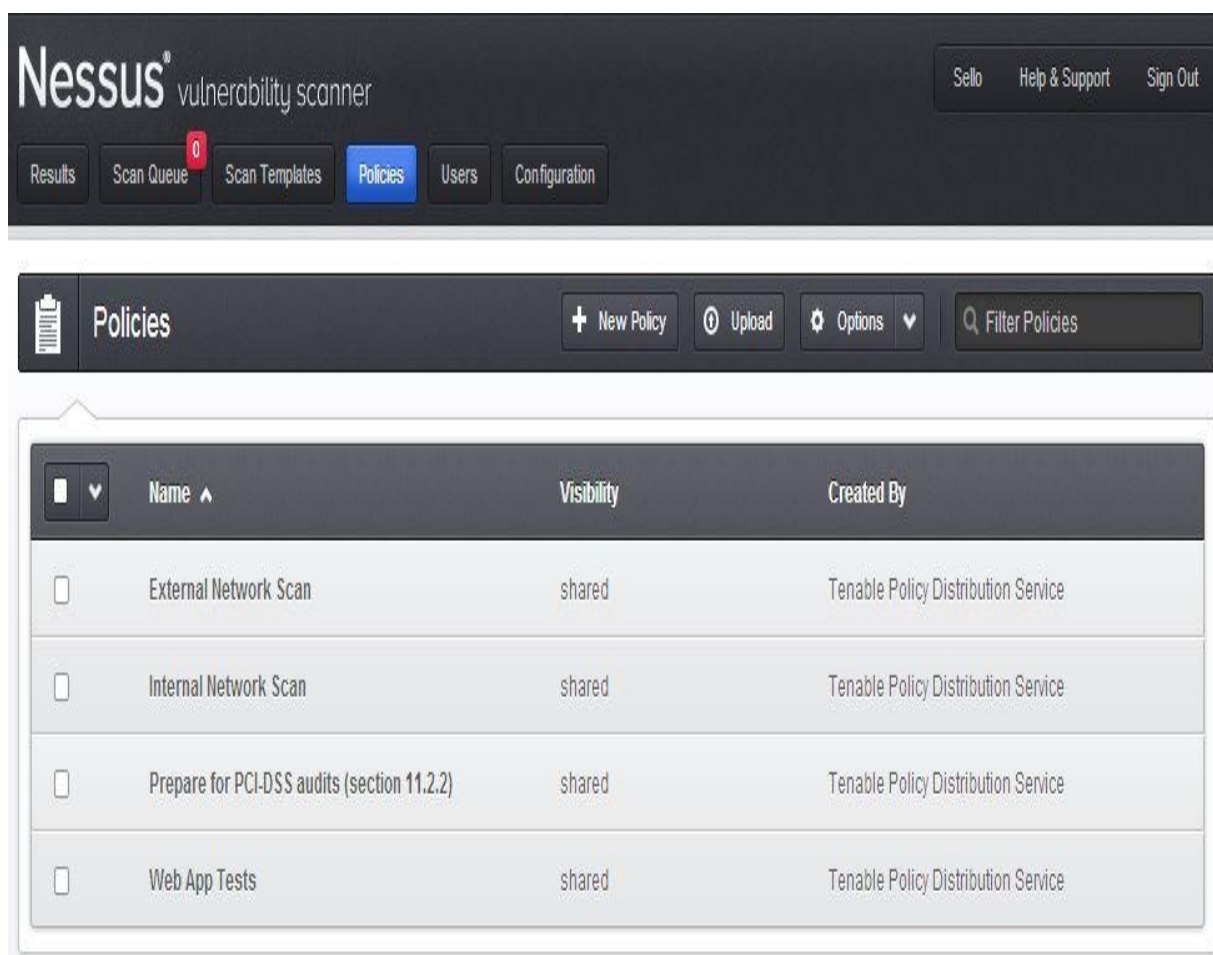 Nessus® vulnerability scanner
Sello Help & Support Sign Out
Results Scan Queue 0 Scan Templates Policies Users Configuration
Policies + New Policy Upload Options Filter Policies
Name Visibility Created By
External Network Scan shared Tenable Policy Distribution Service
Internal Network Scan shared Tenable Policy Distribution Service
Prepare for PCI-DSS audits (section 11.2.2) shared Tenable Policy Distribution Service
Web App Tests shared Tenable Policy Distribution Service